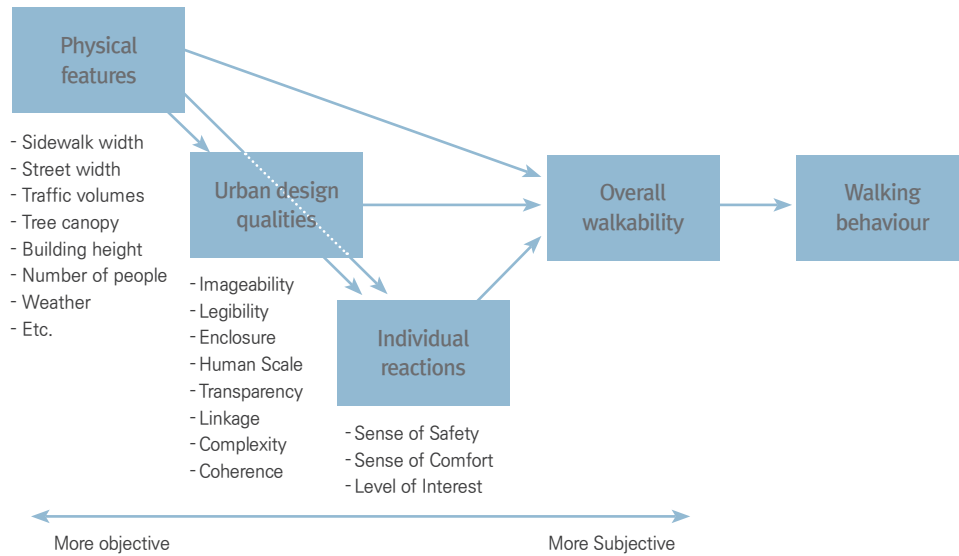 Physical
features
- Sidewalk width
- Street width
- Traffic volumes
- Tree canopy
- Building height
- Number of people
- Weather
- Etc.
Urban design
qualities
- Imageability
- Legibility
- Enclosure
- Human Scale
- Transparency
- Linkage
- Complexity
- Coherence
Individual
reactions
- Sense of Safety
- Sense of Comfort
- Level of Interest
Overall
walkability
Walking
behaviour
More objective
More Subjective